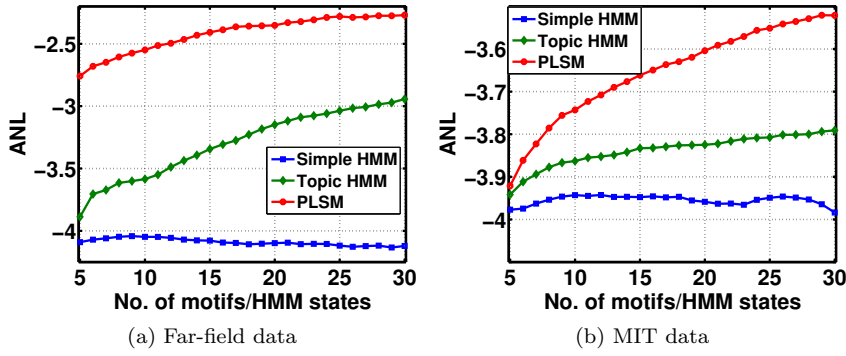 ANL
−2.5
−3
−3.5
−4
5 10 15 20 25 30
No. of motifs/HMM states
Simple HMM
Topic HMM
PLSM
(a) Far-field data
ANL
−3.6
−3.7
−3.8
−3.9
−4
5 10 15 20 25 30
No. of motifs/HMM states
Simple HMM
Topic HMM
PLSM
(b) MIT data